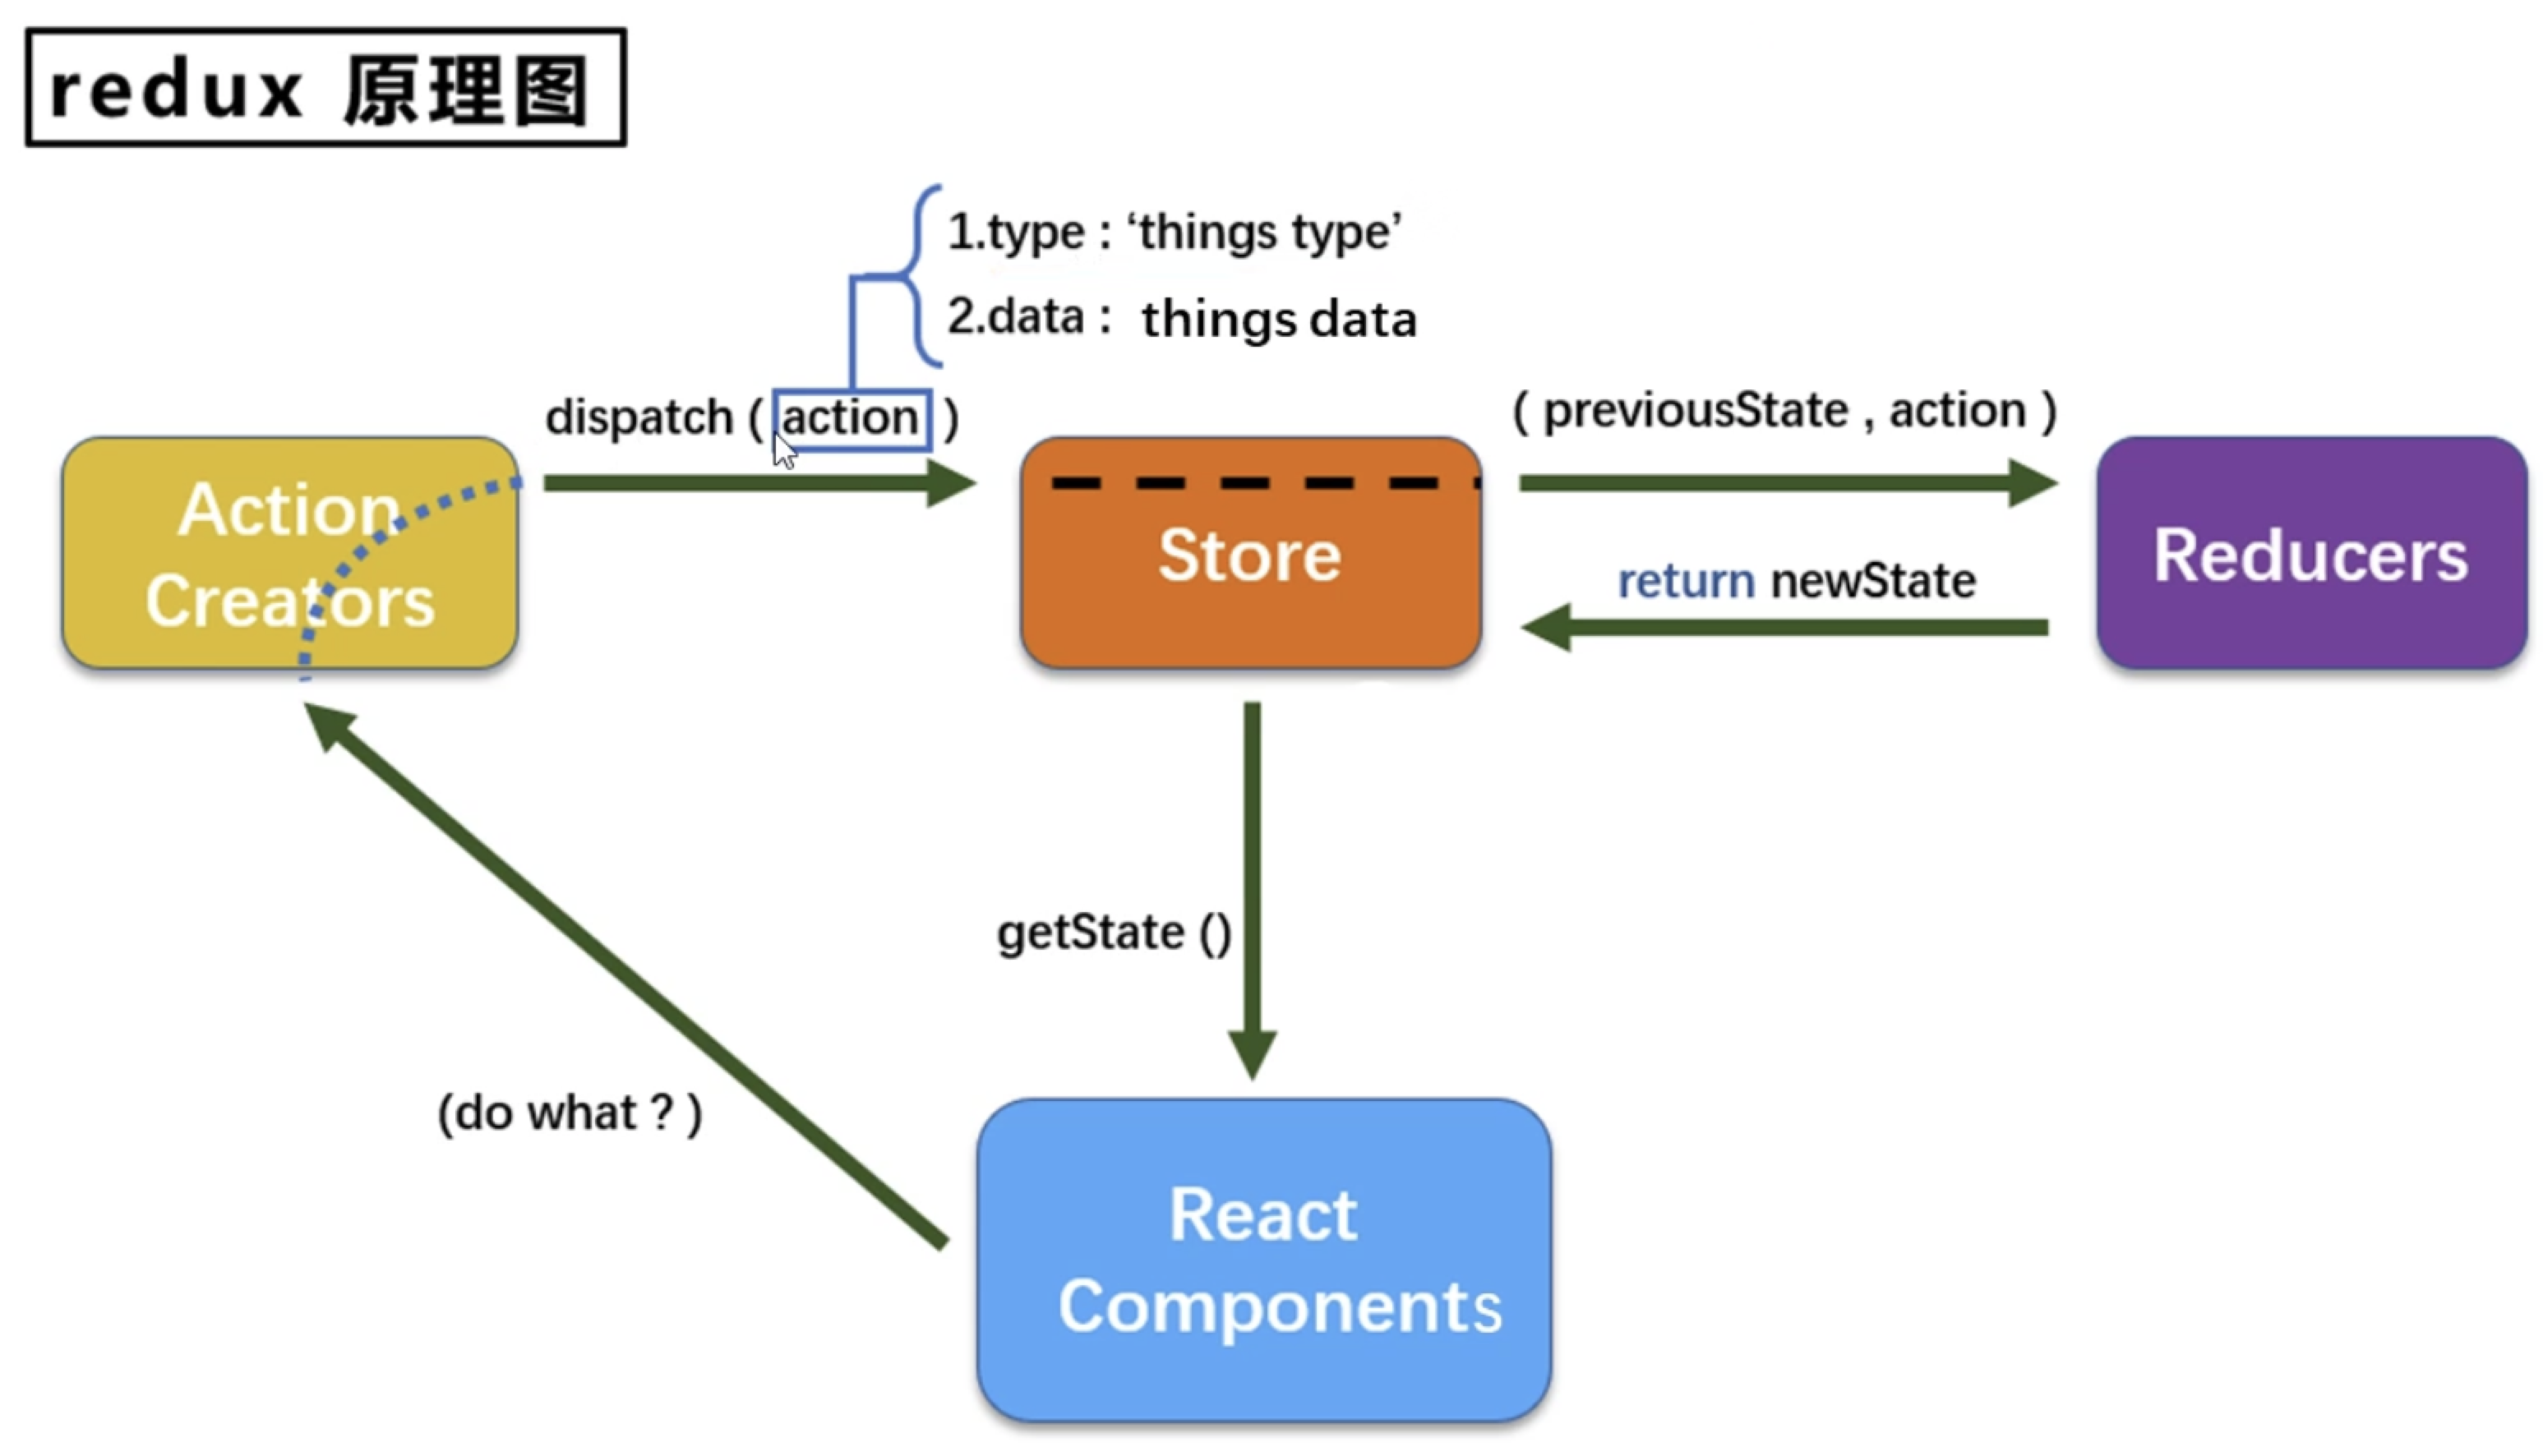 redux 原理图
1.type : ‘things type’
2.data : things data
dispatch ( action )
( previousState , action )
Action
Creators
Store
return newState
Reducers
getState ()
(do what ? )
React
Components